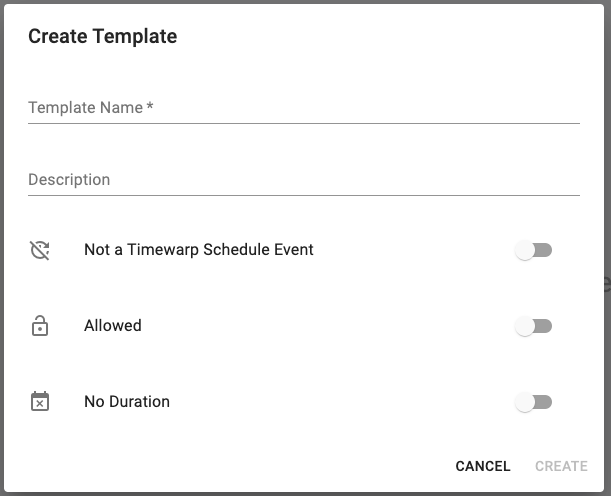 Create Template
Template Name *
Description
Not a Timewarp Schedule Event
Allowed
No Duration
CANCEL CREATE